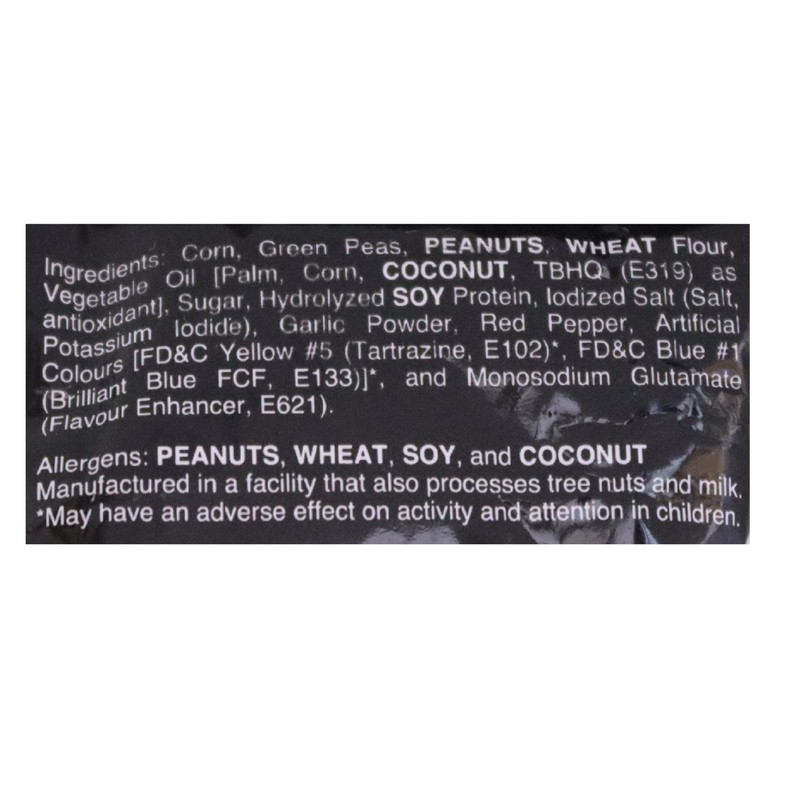 Ingredients: Corn, Green Peas, PEANUTS, WHEAT Flour,
Vegetable Oil [Palm, Corn, COCONUT, TBHQ (E319) as
antioxidant], Sugar, Hydrolyzed SOY Protein, Iodized Salt (Salt,
Potassium Iodide), Garlic Powder, Red Pepper, Artificial
Colours [FD&C Yellow #5 (Tartrazine, E102)*, FD&C Blue #1
(Brilliant Blue FCF, E133)]*, and Monosodium Glutamate
(Flavour Enhancer, E621).
Allergens: PEANUTS, WHEAT, SOY, and COCONUT
Manufactured in a facility that also processes tree nuts and milk.
*May have an adverse effect on activity and attention in children.